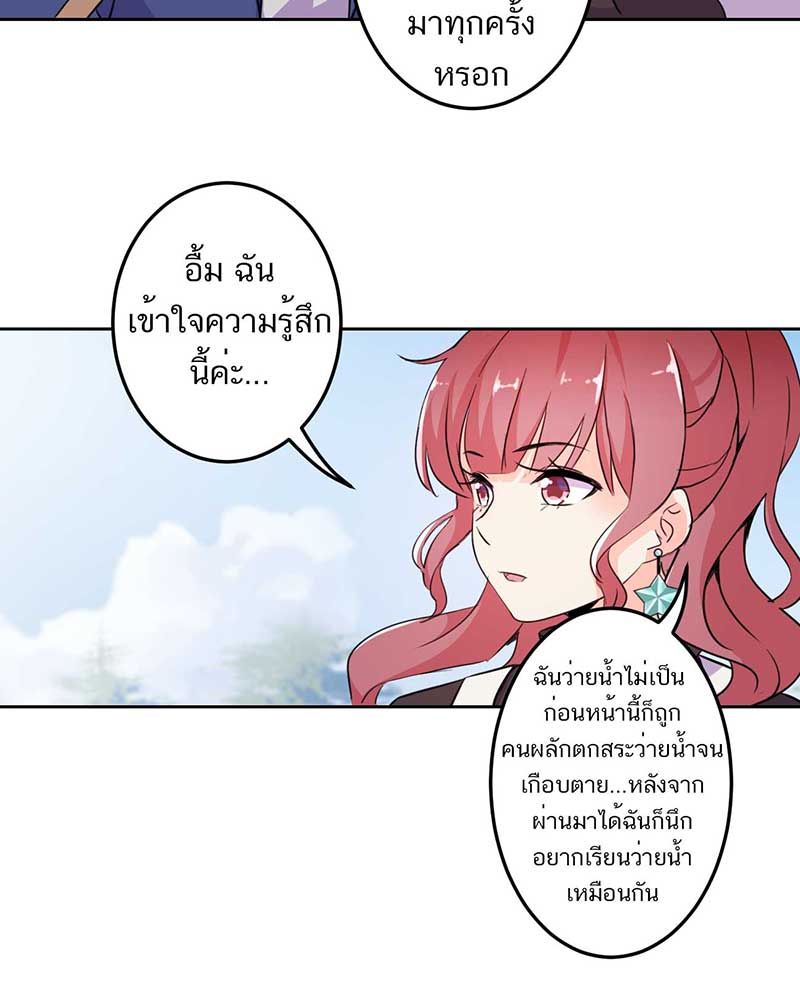 มาทุกครั้ง
หรอก
อื้ม ฉัน
เข้าใจความรู้สึก
นี้ค่ะ...
ฉันว่ายน้ำไม่เป็น
ก่อนหน้านี้ก็ถูก
คนผลักตกสระว่ายน้ำจน
เกือบตาย...หลังจาก
ผ่านมาได้ฉันก็นึก
อยากเรียนว่ายน้ำ
เหมือนกัน